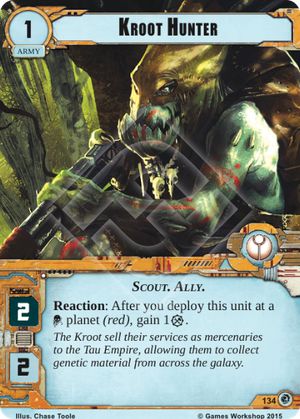 1
KROOT HUNTER
ARMY
SCOUT. ALLY.
2
Reaction: After you deploy this unit at a
planet (red), gain 1.
The Kroot sell their services as mercenaries
2
to the Tau Empire, allowing them to collect
genetic material from across the galaxy.
134
Illus. Chase Toole
© Games Workshop 2015